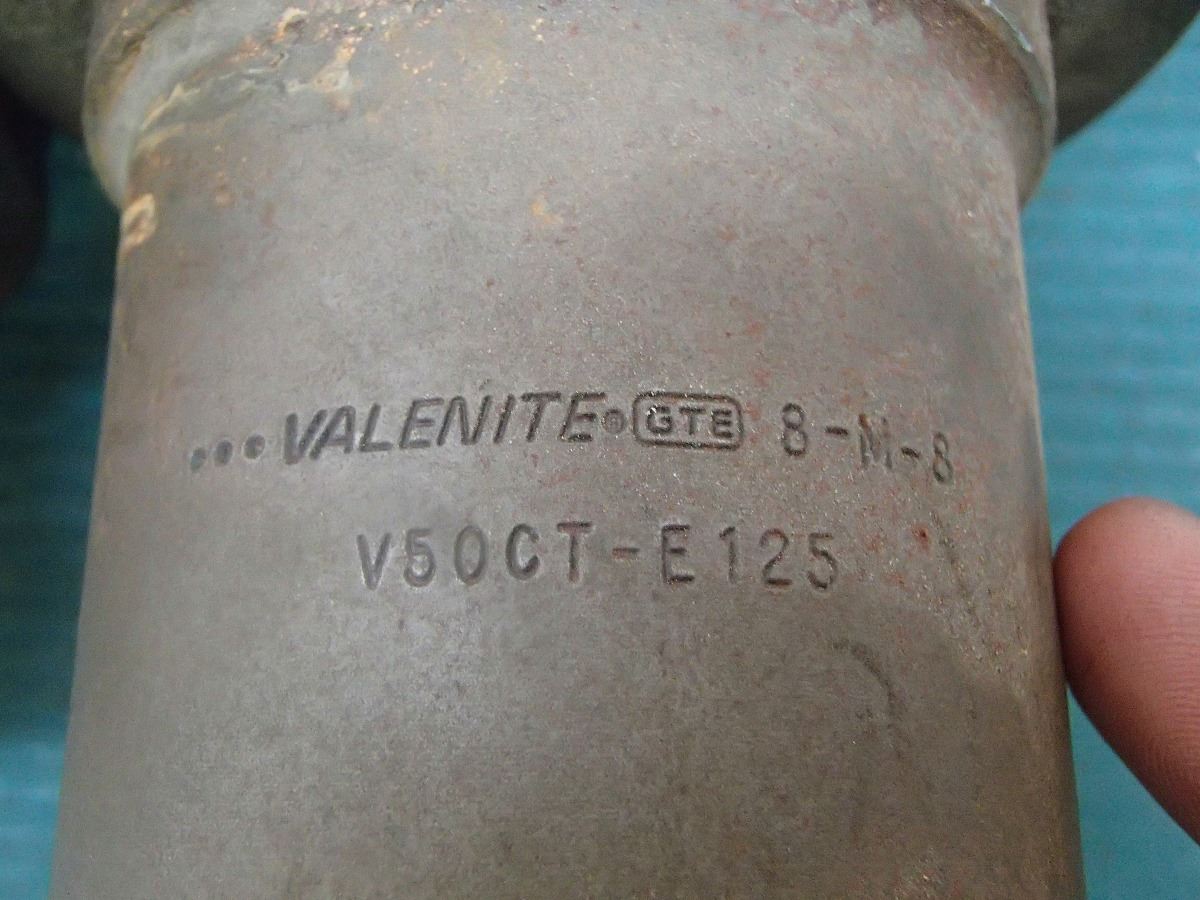 •••VALENITE® GTE 8-M-8
V50CT-E125